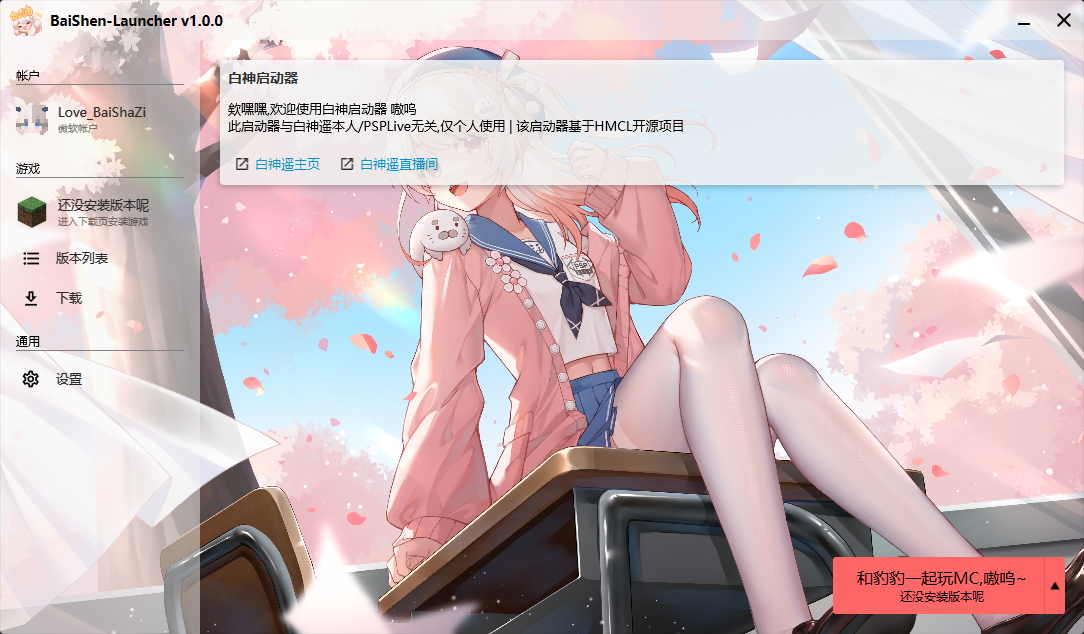 BaiShen-Launcher v1.0.0
帐户
Love_BaiShaZi
微软帐户
游戏
还没安装版本呢
进入下载页安装游戏
版本列表
下载
通用
设置
白神启动器
欸嘿嘿,欢迎使用白神启动器 嗷呜
此启动器与白神遥本人/PSPLive无关,仅个人使用 | 该启动器基于HMCL开源项目
白神遥主页
白神遥直播间
PSP
和豹豹一起玩MC,嗷呜~
还没安装版本呢